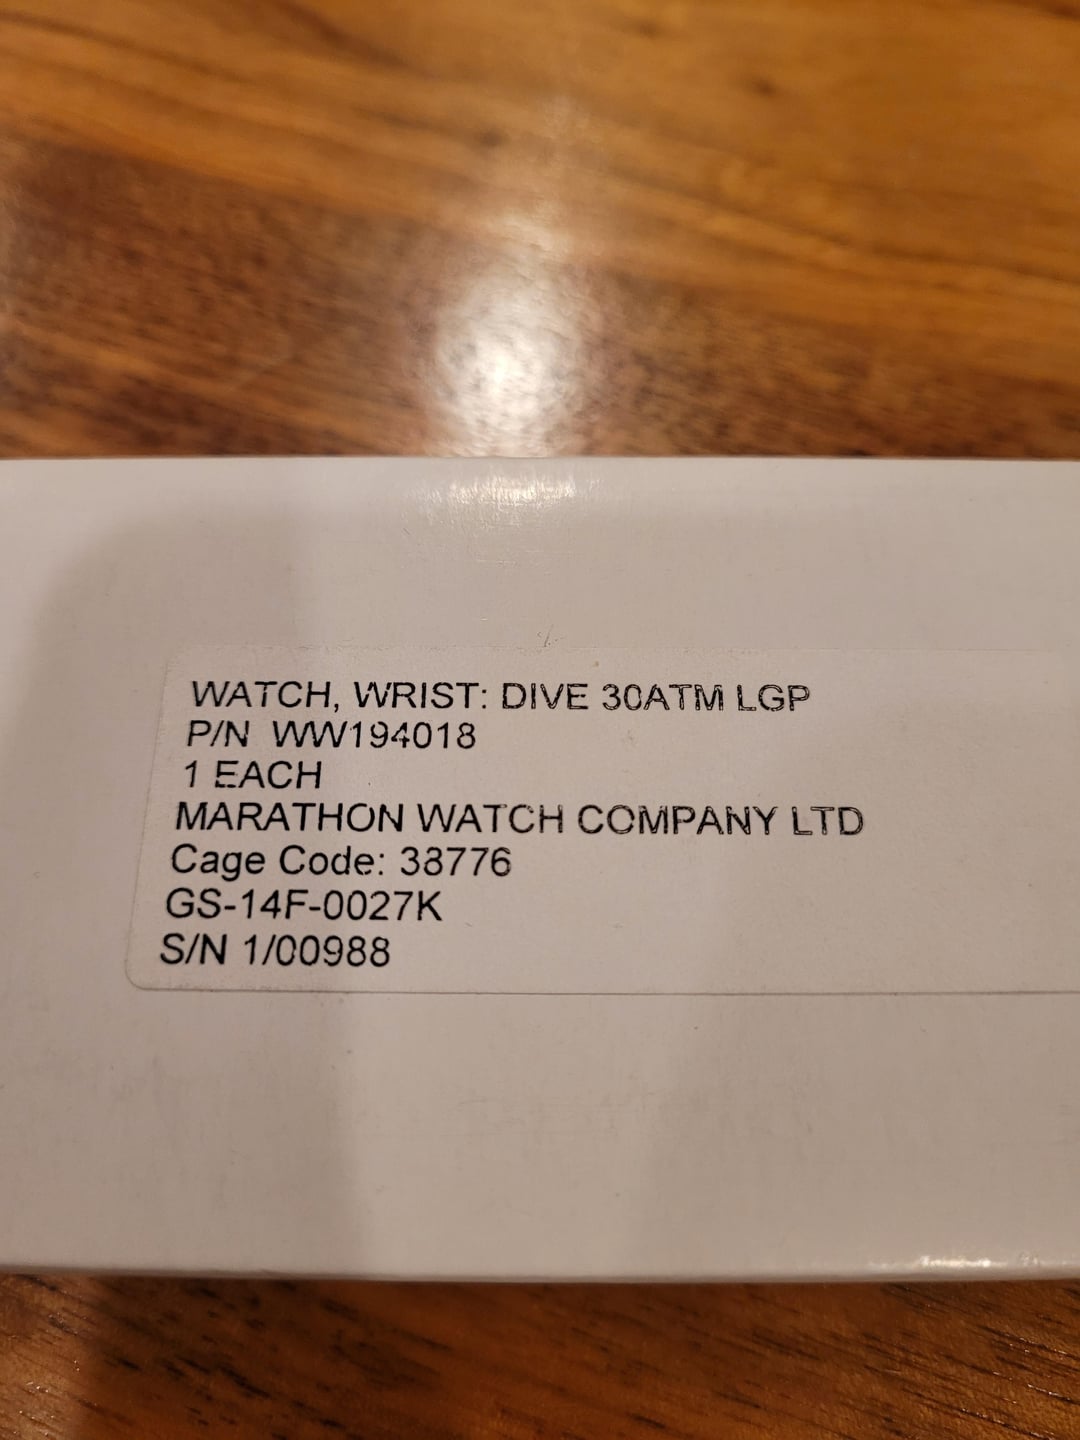 WATCH, WRIST: DIVE 30ATM LGP
P/N WW194018
1 EACH
MARATHON WATCH COMPANY LTD
Cage Code: 38776
GS-14F-0027K
S/N 1/00988